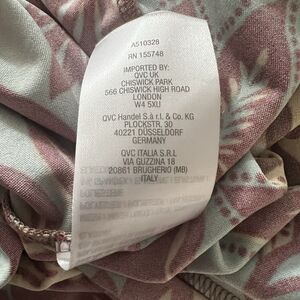 A510326
RN 155748
IMPORTED BY:
QVC UK
CHISWICK PARK
566 CHISWICK HIGH ROAD
LONDON
W4 5XU
QVC Handel S.à r.l. & Co. KG
PLOCKSTR. 30
40221 DÜSSELDORF
GERMANY
QVC ITALIA S.R.L
VIA GUZZINA 18
20861 BRUGHERIO (MB)
ITALY